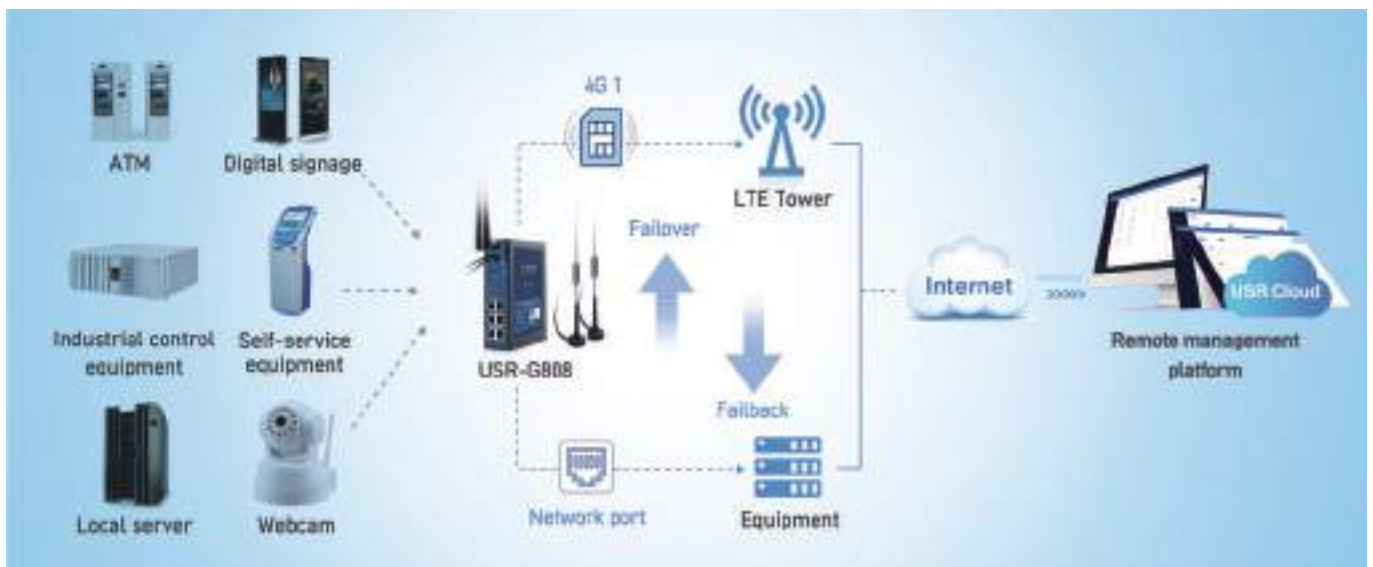 ATM
Digital signage
4G 1
LTE Tower
Failover
Internet
USR Cloud
Industrial control
equipment
Self-service
equipment
USR-G808
Remote management
platform
Failback
Local server
Webcam
Network port
Equipment